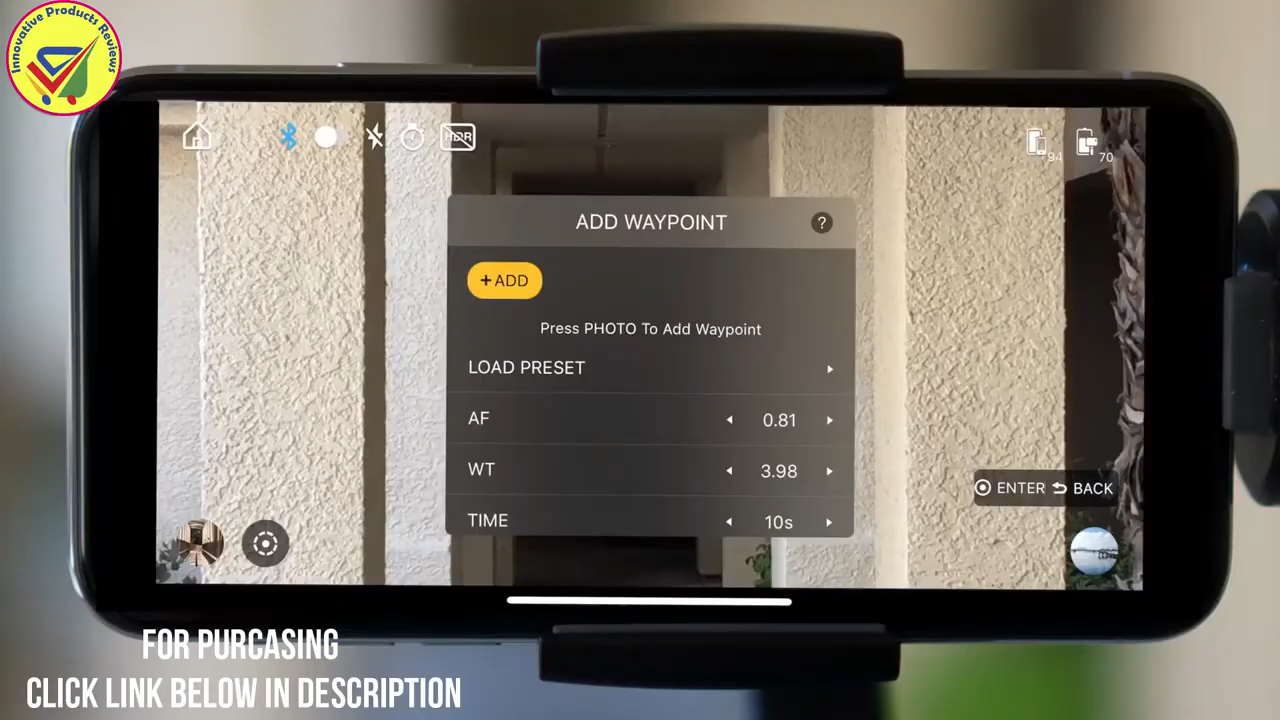 Innovative Products Reviews
HDR
94
70
ADD WAYPOINT
?
+ADD
Press PHOTO To Add Waypoint
LOAD PRESET
AF
0.81
WT
3.98
TIME
10s
ENTER
BACK
FOR PURCASING
CLICK LINK BELOW IN DESCRIPTION